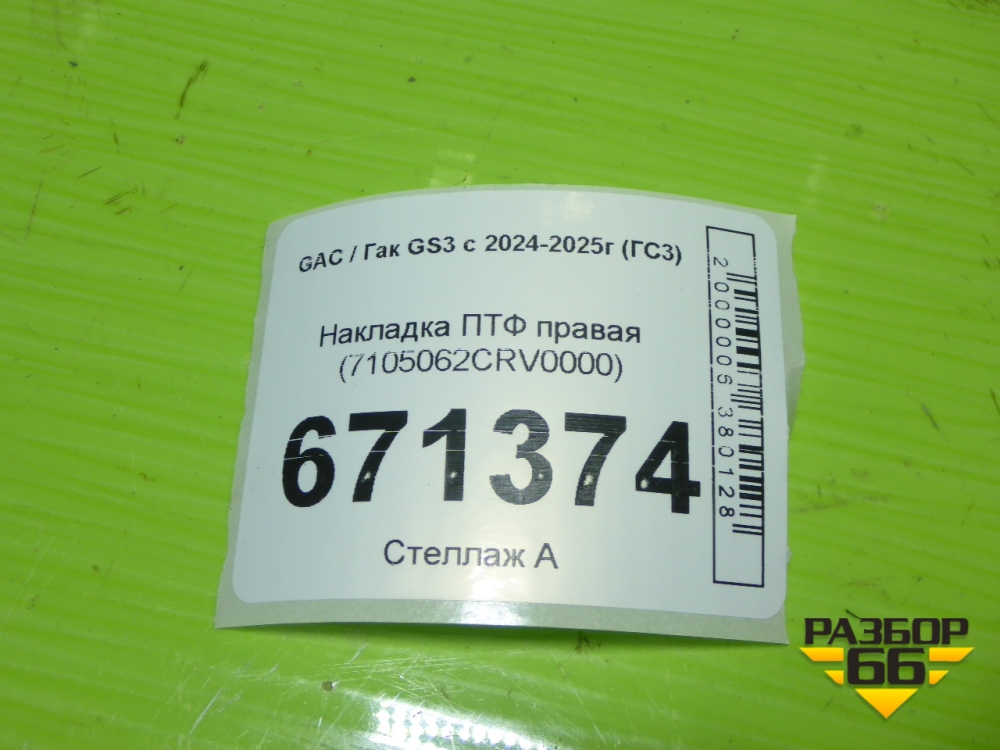 GAC / Гак GS3 с 2024-2025г (ГС3)
Накладка ПТФ правая
(7105062CRV0000)
671374
Стеллаж А
2000006380128
РАЗБОР
66